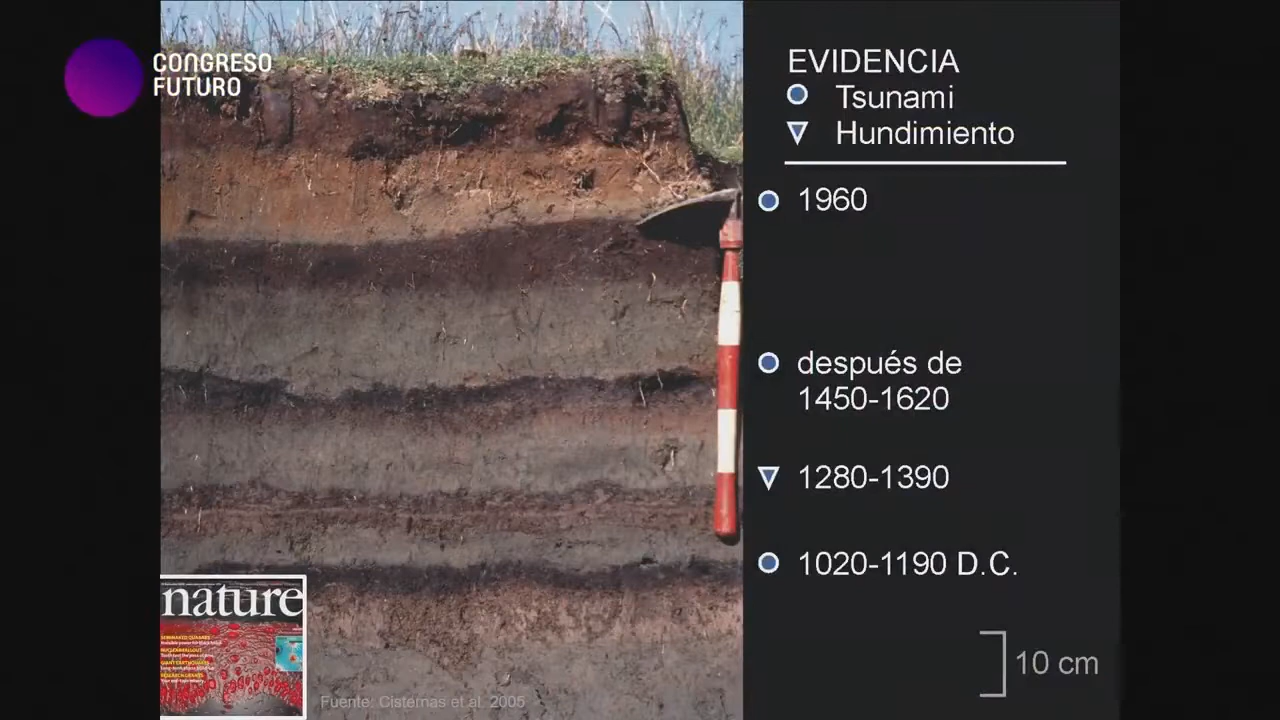 CONGRESO
FUTURO
EVIDENCIA
Tsunami
Hundimiento
1960
después de
1450-1620
1280-1390
1020-1190 D.C.
10 cm
nature
Fuente: Cisternas et al. 2005